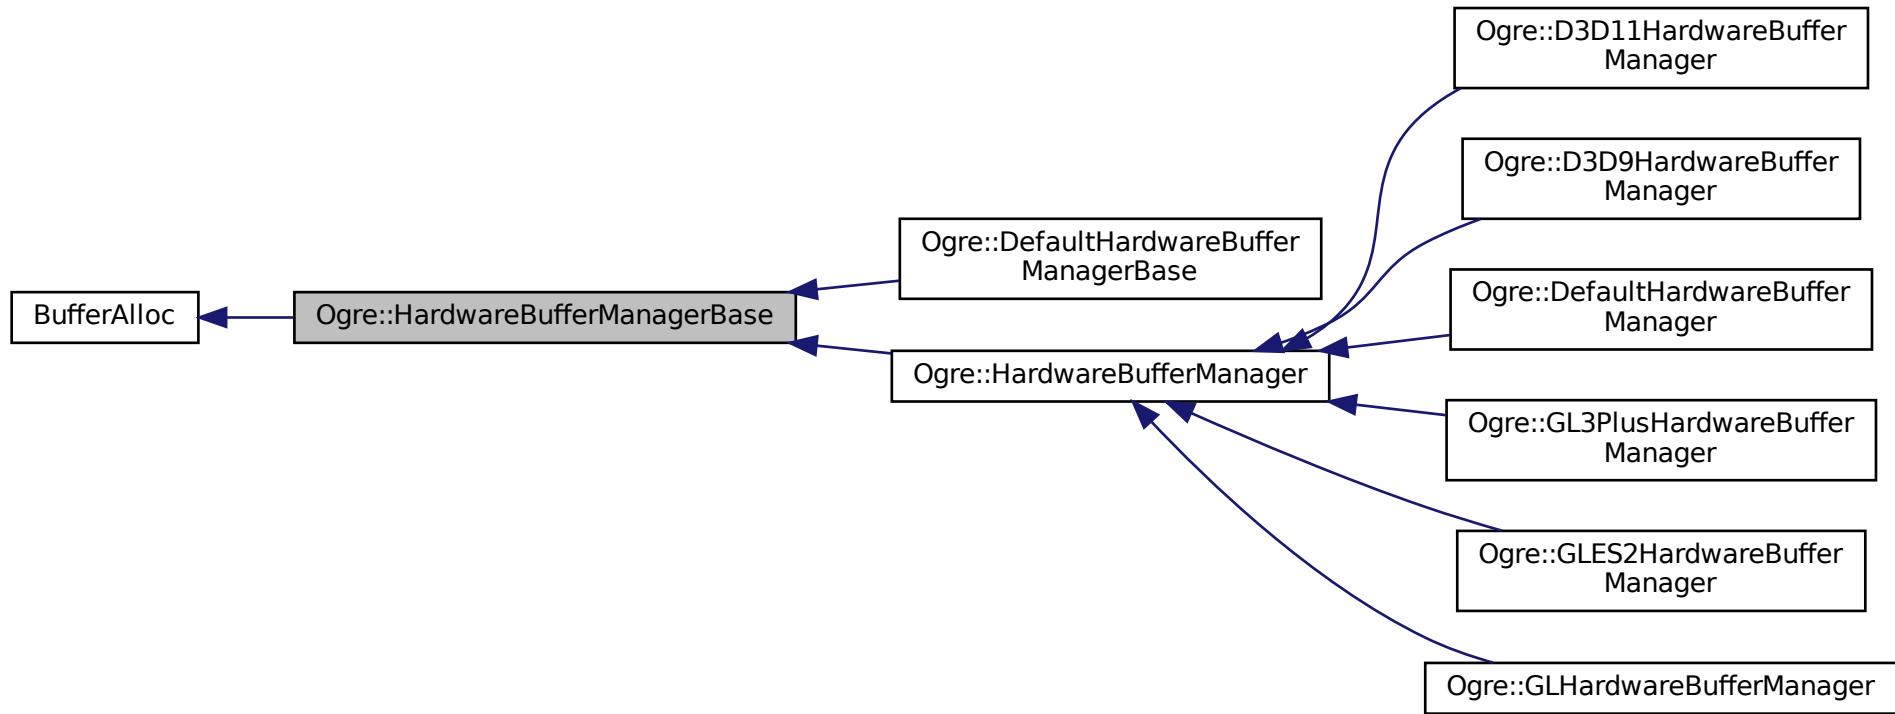 BufferAlloc
Ogre::HardwareBufferManagerBase
Ogre::DefaultHardwareBuffer
ManagerBase
Ogre::HardwareBufferManager
Ogre::D3D11HardwareBuffer
Manager
Ogre::D3D9HardwareBuffer
Manager
Ogre::DefaultHardwareBuffer
Manager
Ogre::GL3PlusHardwareBuffer
Manager
Ogre::GLES2HardwareBuffer
Manager
Ogre::GLHardwareBufferManager